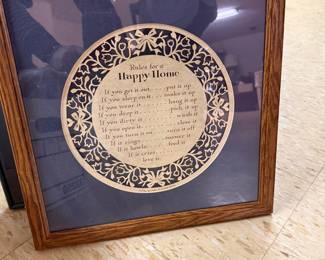 Rules for a
Happy Home
If you get it out . . . put it up
If you sleep on it . . . make it up
If you wear it . . . hang it up
If you drop it . . . pick it up
If you dirty it . . . wash it
If you open it . . . close it
If you turn it on . . . turn it off
If it rings . . . answer it
If it howls . . . feed it
If it cries . . .
love it